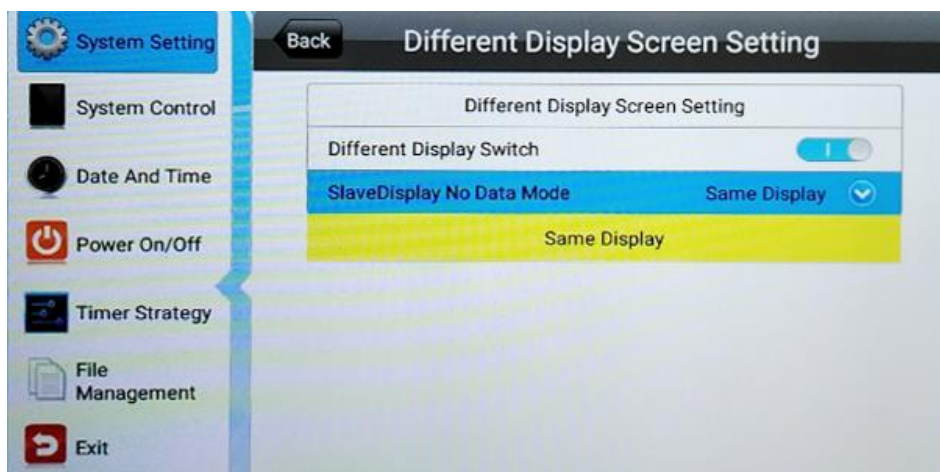 System Setting
System Control
Date And Time
Power On/Off
Timer Strategy
File
Management
Exit
Back
Different Display Screen Setting
Different Display Screen Setting
Different Display Switch
SlaveDisplay No Data Mode Same Display
Same Display